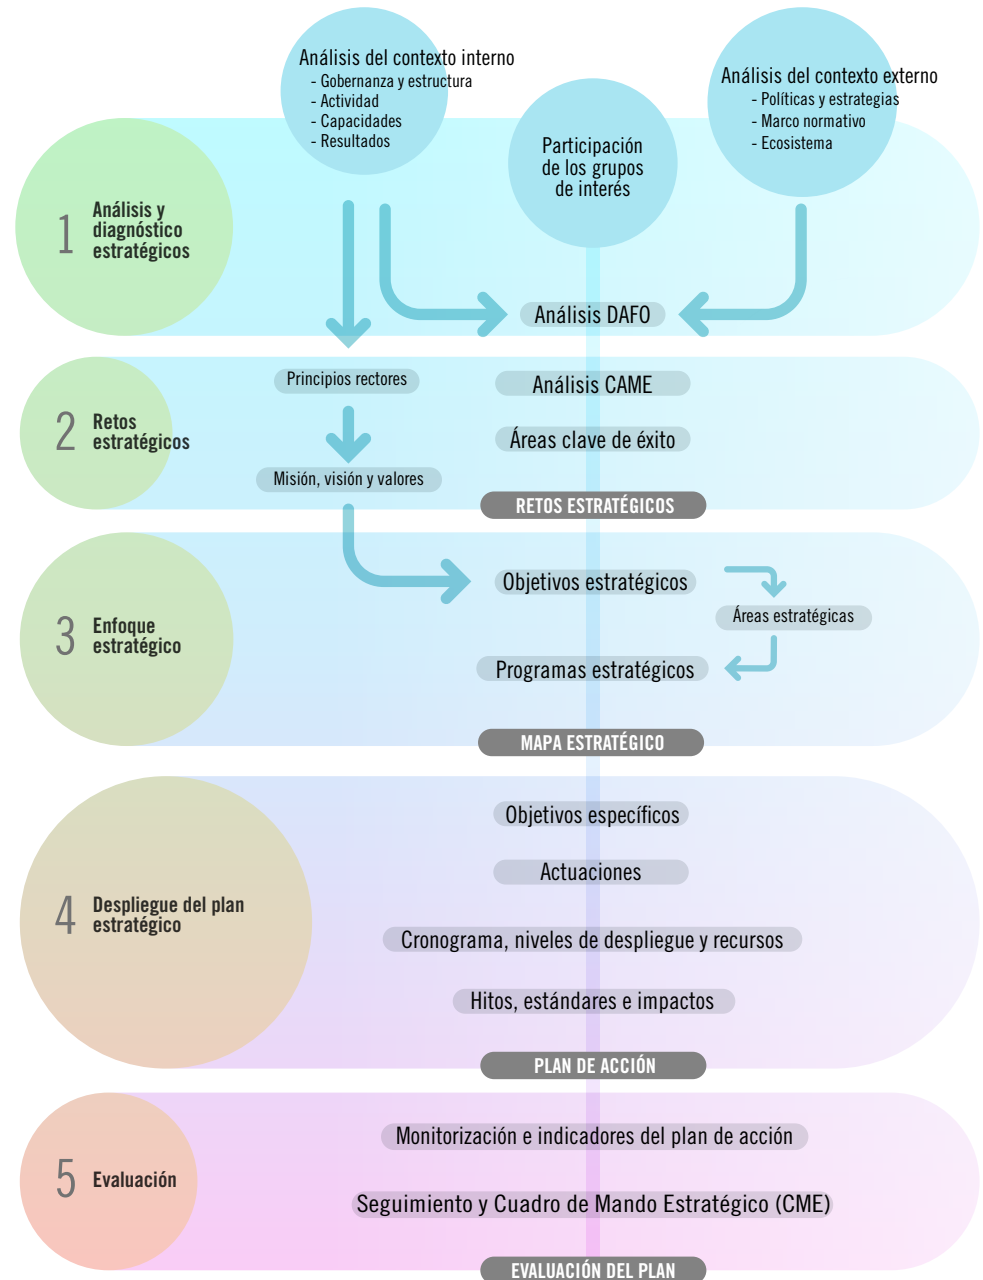 Análisis del contexto interno
- Gobernanza y estructura
- Actividad
- Capacidades
- Resultados
Participación
de los grupos
de interés
Análisis del contexto externo
- Políticas y estrategias
- Marco normativo
- Ecosistema
1
Análisis y
diagnóstico
estratégicos
Análisis DAFO
2
Retos
estratégicos
Principios rectores
Análisis CAME
Áreas clave de éxito
Misión, visión y valores
RETOS ESTRATÉGICOS
3
Enfoque
estratégico
Objetivos estratégicos
Áreas estratégicas
Programas estratégicos
MAPA ESTRATÉGICO
4
Despliegue del plan
estratégico
Objetivos específicos
Actuaciones
Cronograma, niveles de despliegue y recursos
Hitos, estándares e impactos
PLAN DE ACCIÓN
5
Evaluación
Monitorización e indicadores del plan de acción
Seguimiento y Cuadro de Mando Estratégico (CME)
EVALUACIÓN DEL PLAN